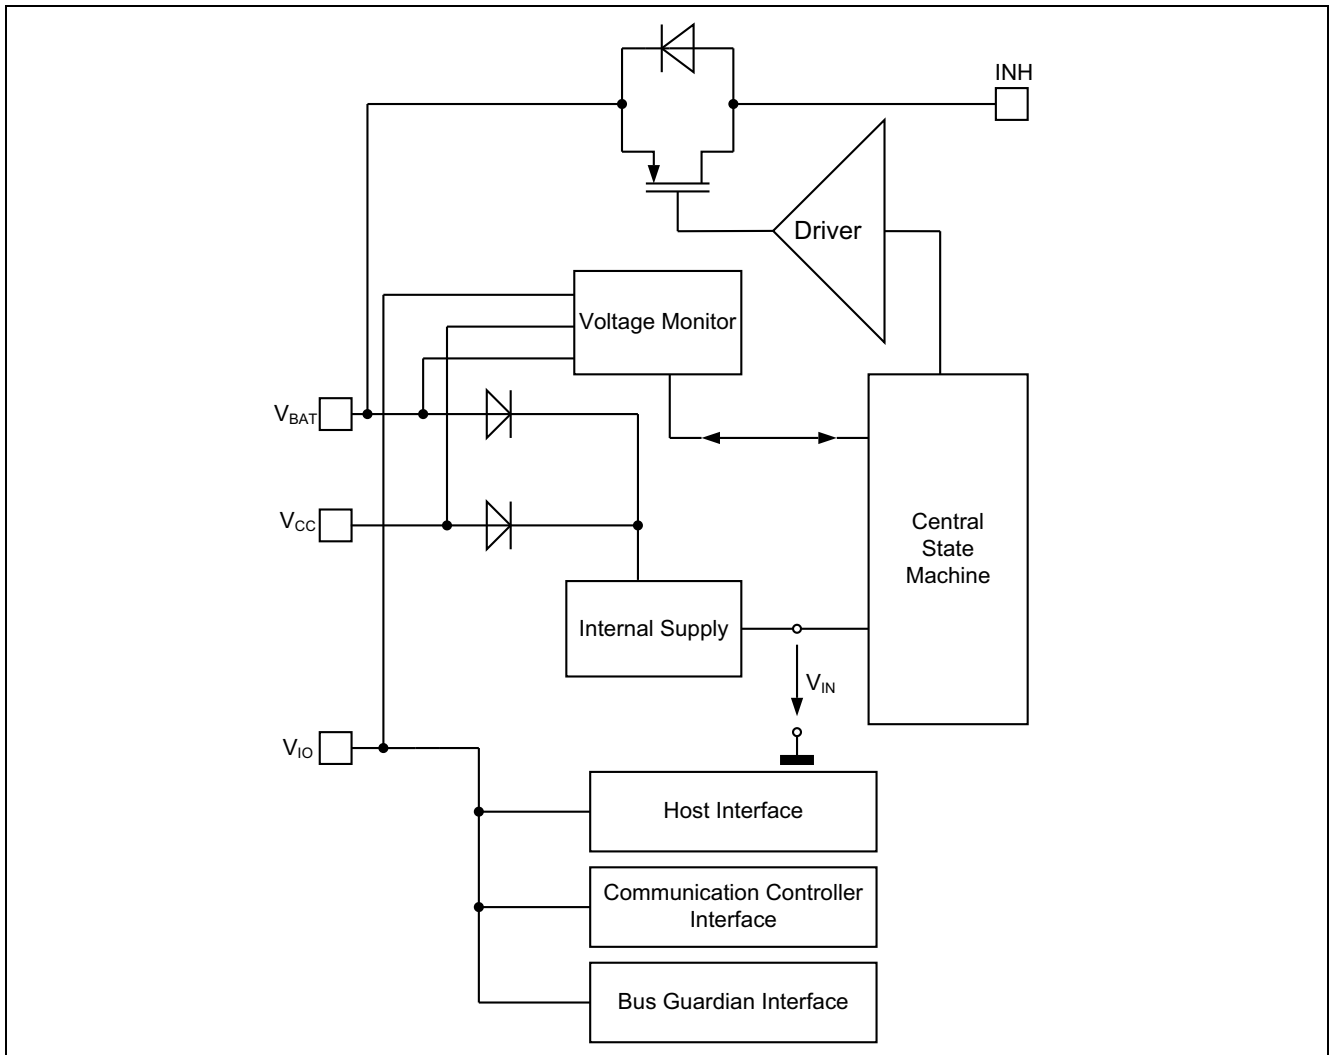 INH
Driver
Voltage Monitor
VBAT
VCC
Central
State
Machine
Internal Supply
VIN
VIO
Host Interface
Communication Controller
Interface
Bus Guardian Interface